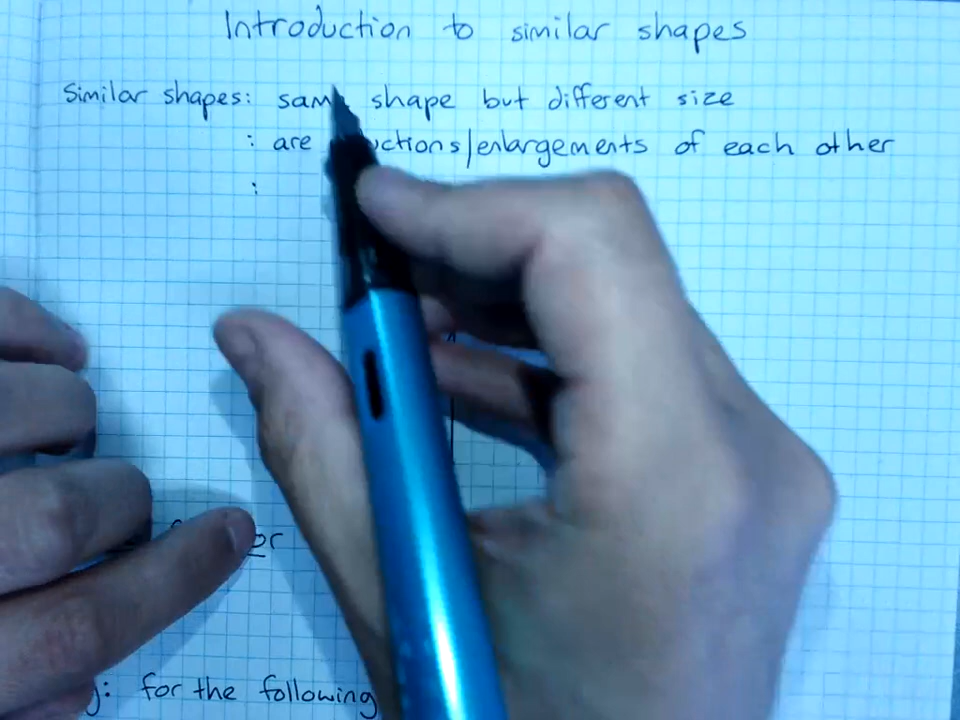 Introduction to similar shapes
Similar shapes: same shape but different size
: are /enlargements of each other
:
for the following